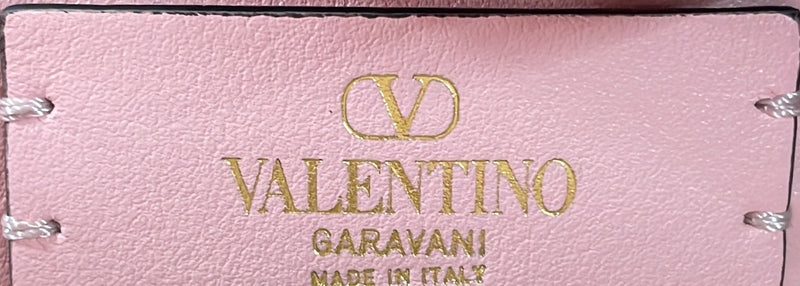 V
VALENTINO
GARAVANI
MADE IN ITALY